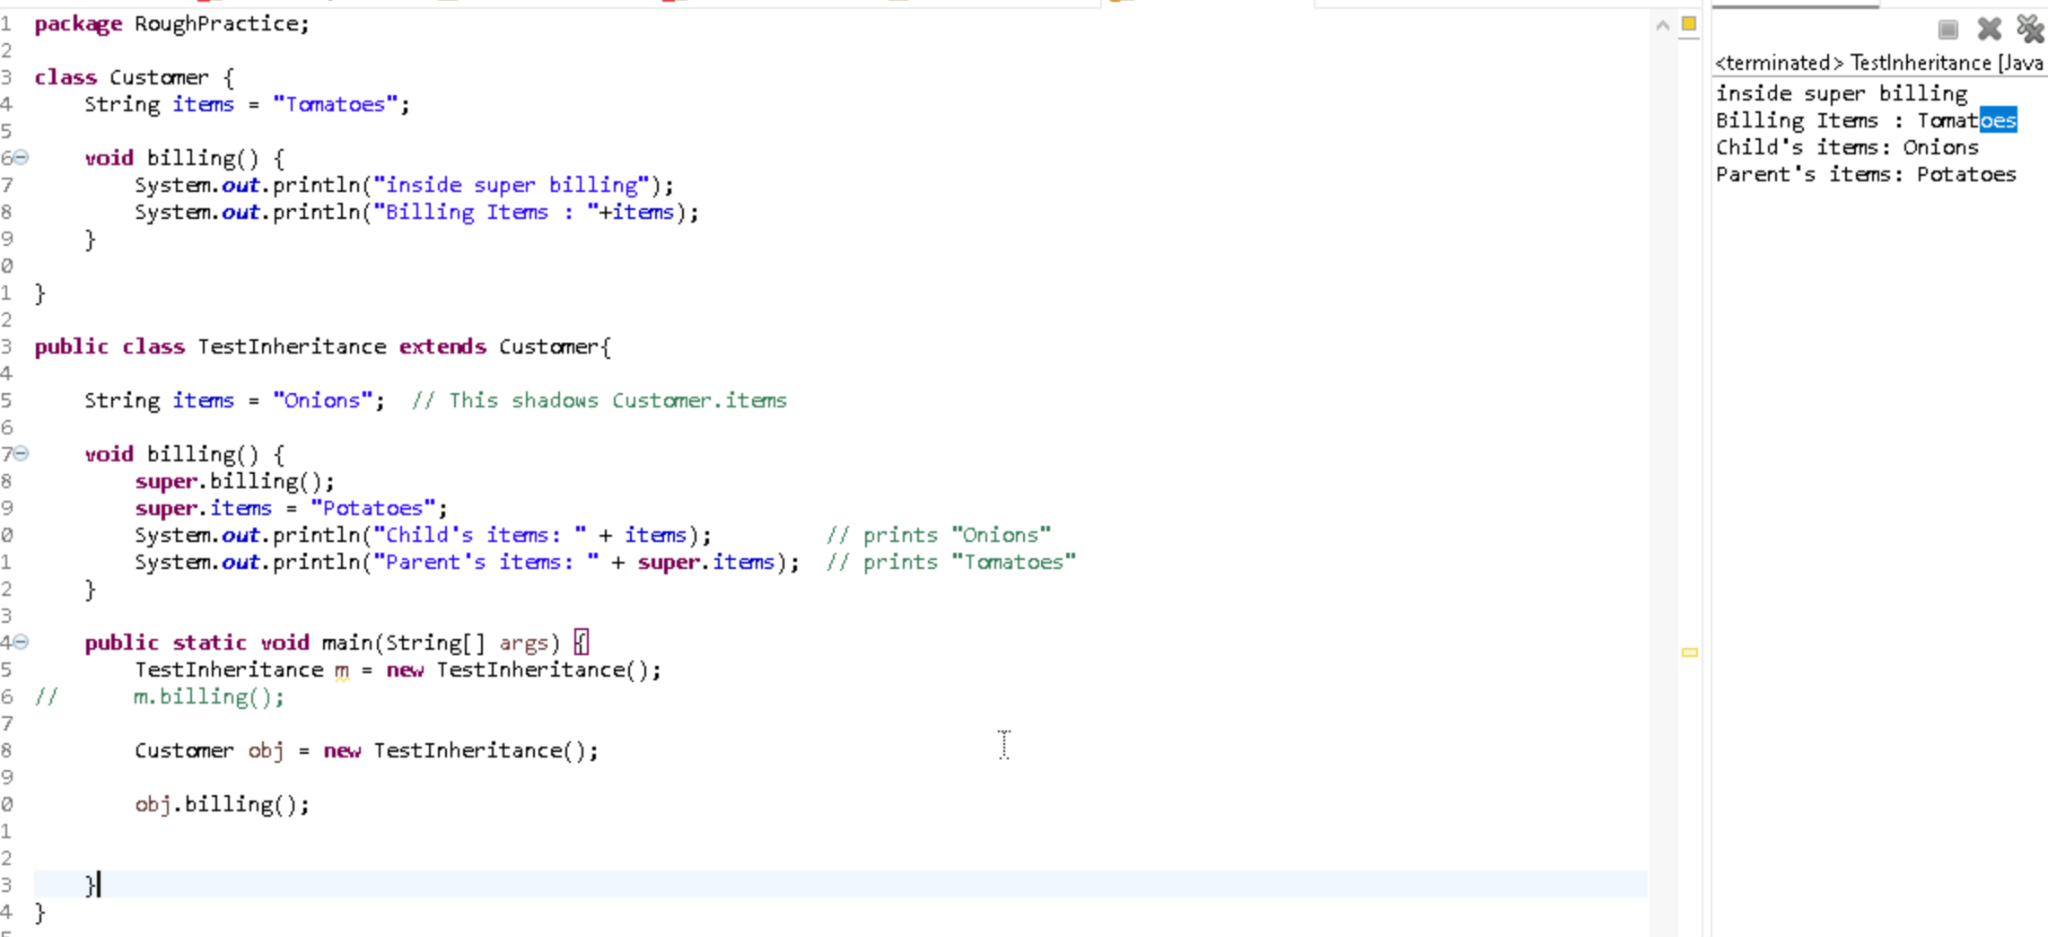 1 package RoughPractice;
2
3 class Customer {
4     String items = "Tomatoes";
5
6     void billing() {
7         System.out.println("inside super billing");
8         System.out.println("Billing Items : "+items);
9     }
0
1 }
2
3 public class TestInheritance extends Customer{
4
5     String items = "Onions";  // This shadows Customer.items
6
7     void billing() {
8         super.billing();
9         super.items = "Potatoes";
0         System.out.println("Child's items: " + items);         // prints "Onions"
1         System.out.println("Parent's items: " + super.items);  // prints "Tomatoes"
2     }
3
4     public static void main(String[] args) {
5         TestInheritance m = new TestInheritance();
6 //      m.billing();
7
8         Customer obj = new TestInheritance();
9
0         obj.billing();
1
2
3     }
4 }
<terminated> TestInheritance [Java
inside super billing
Billing Items : Tomatoes
Child's items: Onions
Parent's items: Potatoes